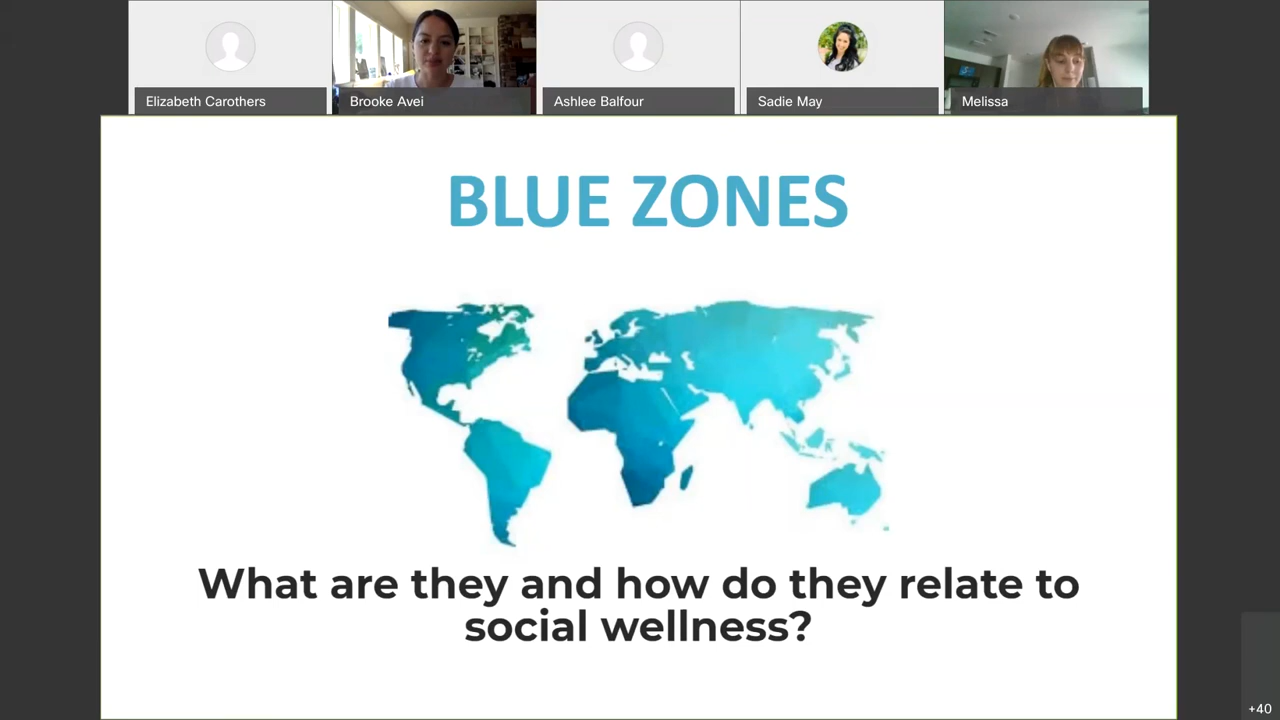 Elizabeth Carothers
Brooke Avei
Ashlee Balfour
Sadie May
Melissa
BLUE ZONES
What are they and how do they relate to
social wellness?
+40